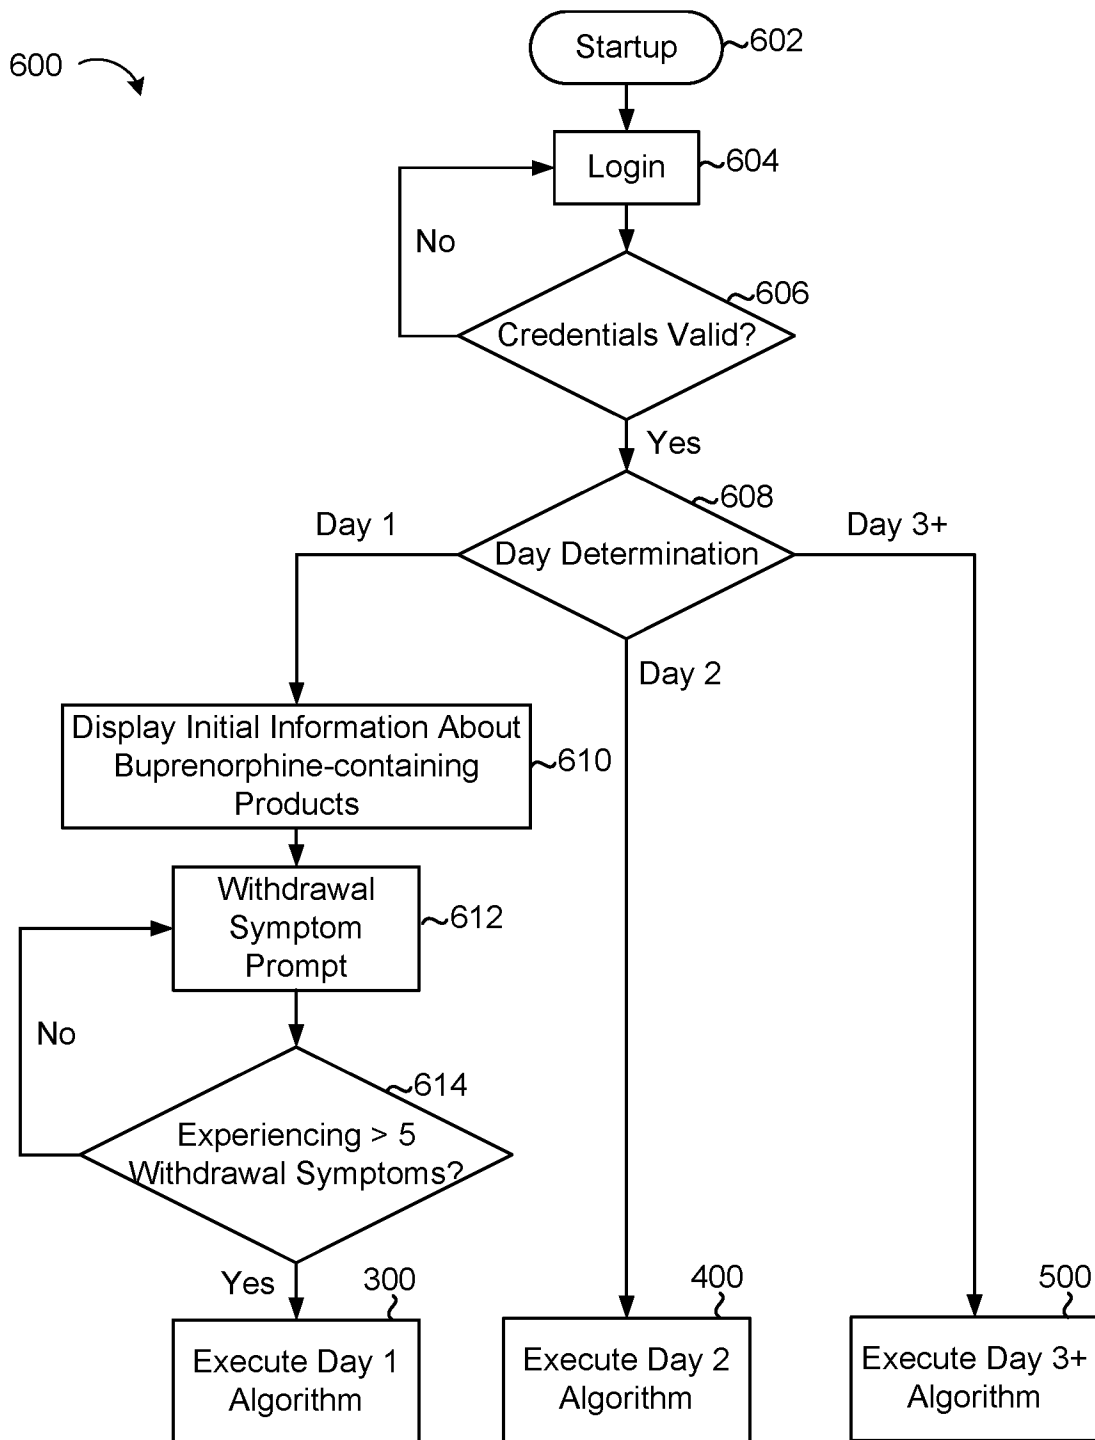 Startup
602
600
Login
604
No
606
Credentials Valid?
Yes
608
Day 1
Day 3+
Day Determination
Day 2
Display Initial Information About
Buprenorphine-containing
Products
610
Withdrawal
Symptom
Prompt
612
No
614
Experiencing > 5
Withdrawal Symptoms?
Yes
300
400
500
Execute Day 1
Algorithm
Execute Day 2
Algorithm
Execute Day 3+
Algorithm